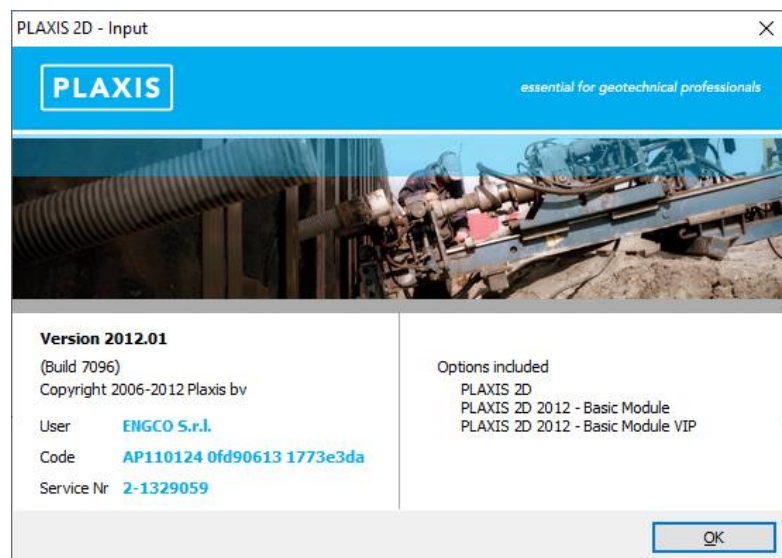 PLAXIS 2D - Input
PLAXIS
essential for geotechnical professionals
Version 2012.01
(Build 7096)
Copyright 2006-2012 Plaxis bv
User ENGCO S.r.l.
Code AP110124 0fd90613 1773e3da
Service Nr 2-1329059
Options included
PLAXIS 2D
PLAXIS 2D 2012 - Basic Module
PLAXIS 2D 2012 - Basic Module VIP
OK